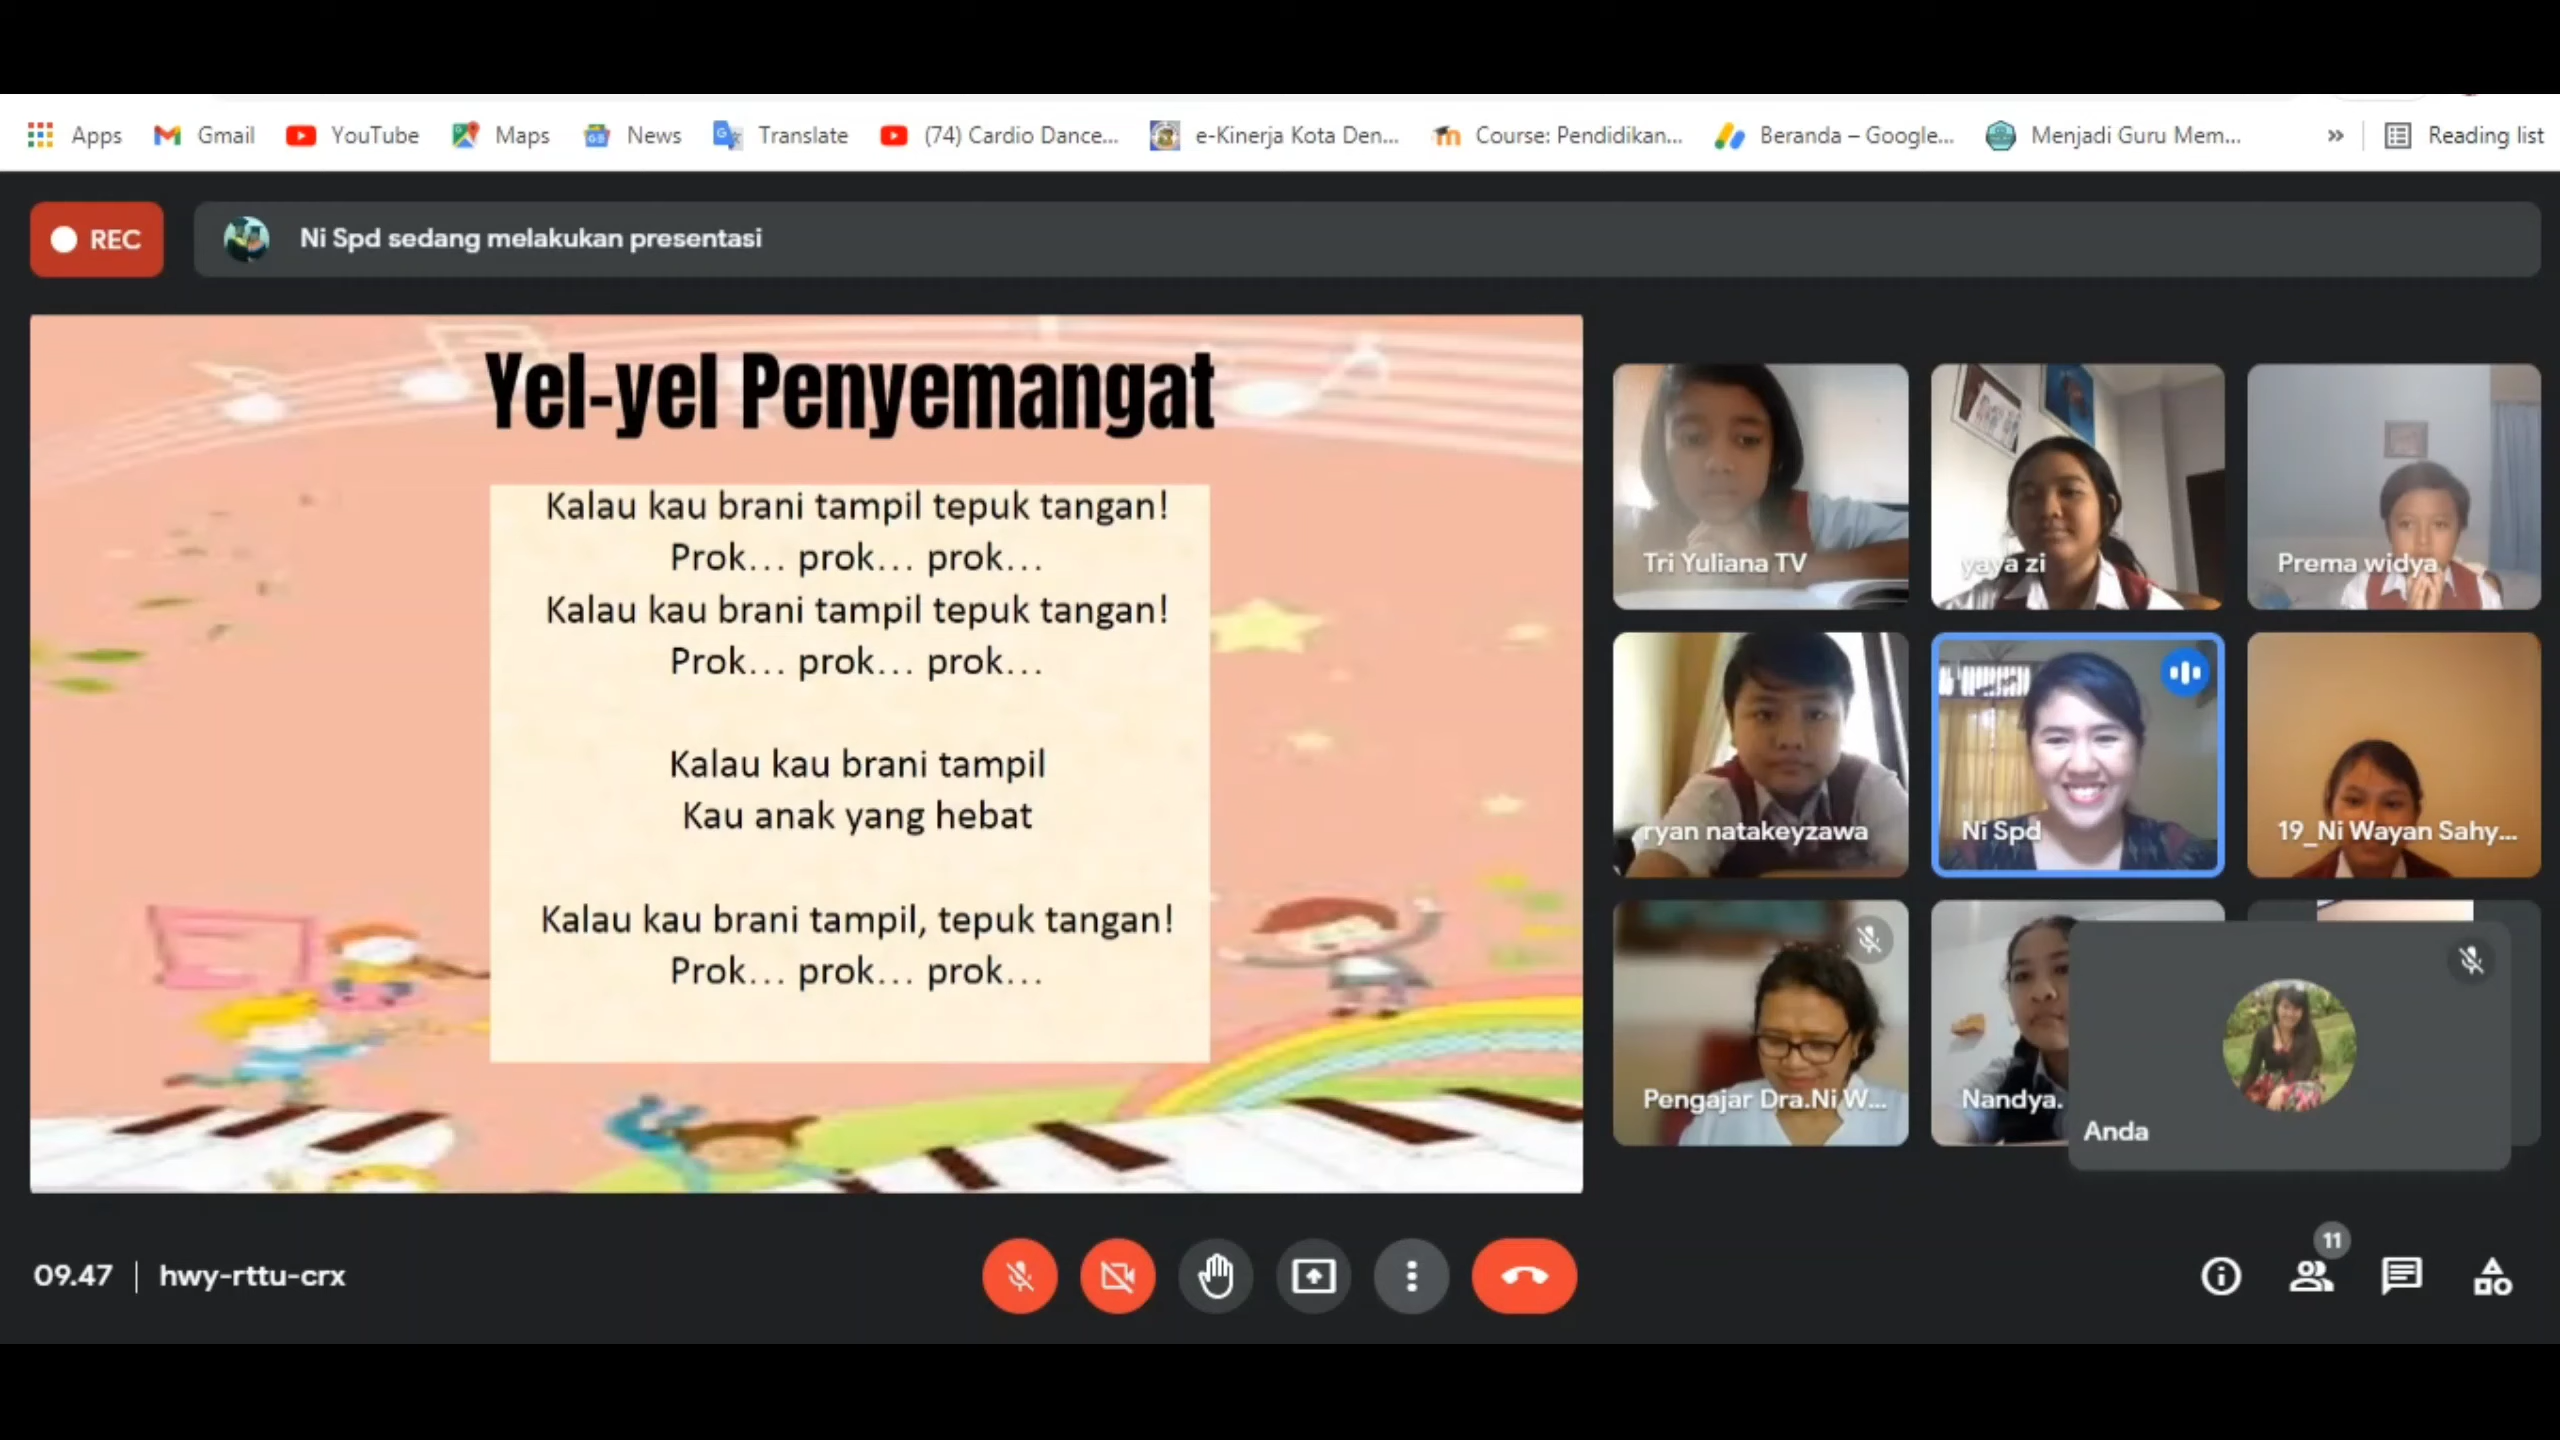 Apps Gmail YouTube Maps News Translate (74) Cardio Dance... e-Kinerja Kota Den... Course: Pendidikan... Beranda – Google... Menjadi Guru Mem... » Reading list
REC Ni Spd sedang melakukan presentasi
Yel-yel Penyemangat
Kalau kau brani tampil tepuk tangan!
Prok... prok... prok...
Kalau kau brani tampil tepuk tangan!
Prok... prok... prok...
Kalau kau brani tampil
Kau anak yang hebat
Kalau kau brani tampil, tepuk tangan!
Prok... prok... prok...
Tri Yuliana TV
yaya zi
Prema widya
ryan natakeyzawa
Ni Spd
19_Ni Wayan Sahy...
Pengajar Dra.Ni W...
Nandya.
Anda
09.47 | hwy-rttu-crx
11